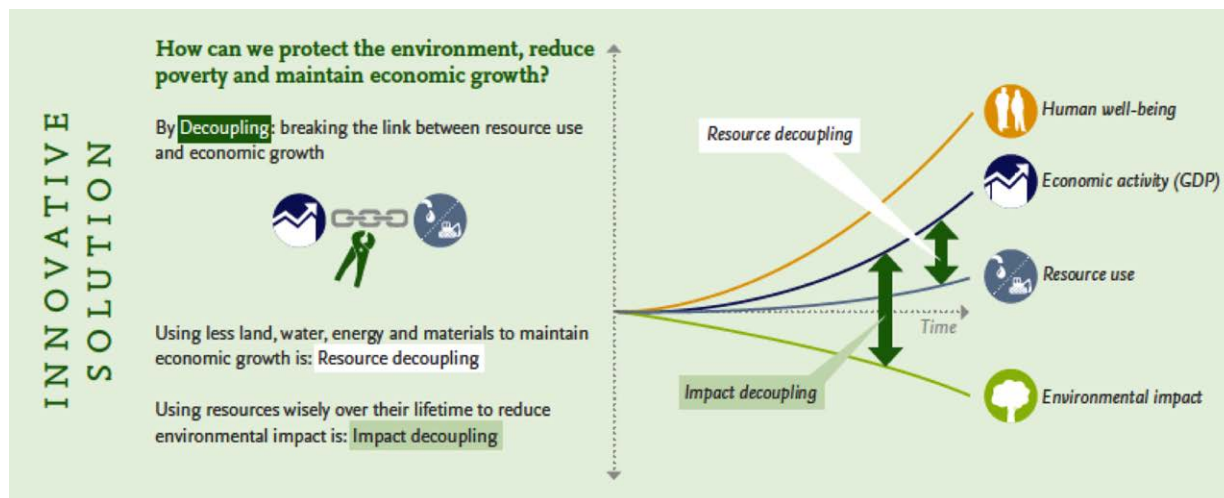 INNOVATIVE
SOLUTION
How can we protect the environment, reduce
poverty and maintain economic growth?
By Decoupling: breaking the link between resource use
and economic growth
Using less land, water, energy and materials to maintain
economic growth is: Resource decoupling
Using resources wisely over their lifetime to reduce
environmental impact is: Impact decoupling
Resource decoupling
Human well-being
Economic activity (GDP)
Resource use
Time
Impact decoupling
Environmental impact